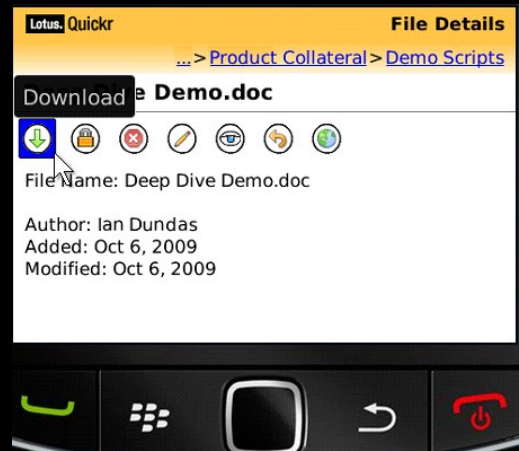 Lotus. Quickr
File Details
...>Product Collateral>Demo Scripts
Demo.doc
Download
File Name: Deep Dive Demo.doc
Author: Ian Dundas
Added: Oct 6, 2009
Modified: Oct 6, 2009